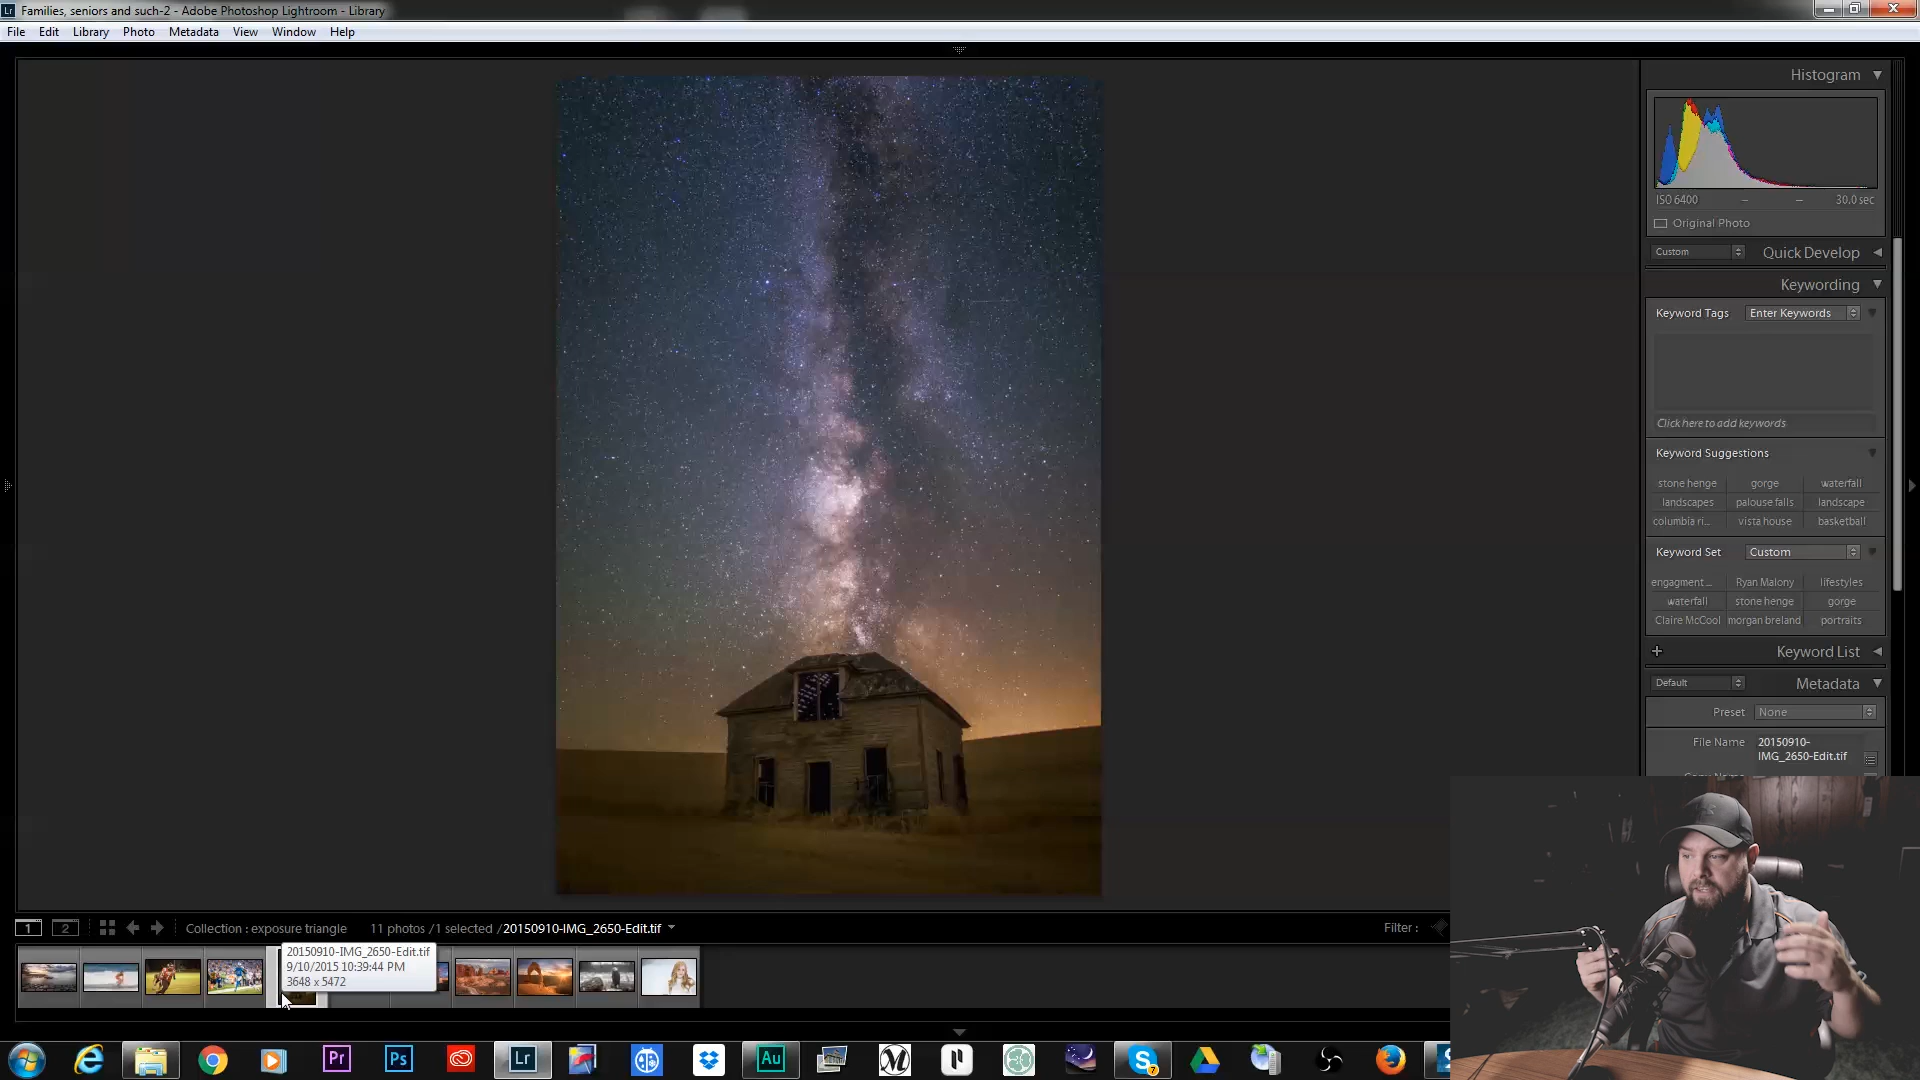 Lr Families, seniors and such-2 - Adobe Photoshop Lightroom - Library
File Edit Library Photo Metadata View Window Help
Histogram
ISO 6400 – – 30.0 sec
Original Photo
Custom Quick Develop
Keywording
Keyword Tags Enter Keywords
Click here to add keywords
Keyword Suggestions
stone henge gorge waterfall
landscapes palouse falls landscape
columbia ri... vista house basketball
Keyword Set Custom
engagment ... Ryan Malony lifestyles
waterfall stone henge gorge
Claire McCool morgan breland portraits
+ Keyword List
Default Metadata
Preset None
File Name 20150910-
IMG_2650-Edit.tif
1 2 Collection : exposure triangle 11 photos /1 selected /20150910-IMG_2650-Edit.tif Filter :
20150910-IMG_2650-Edit.tif
9/10/2015 10:39:44 PM
3648 x 5472
Pr Ps Lr Au 7